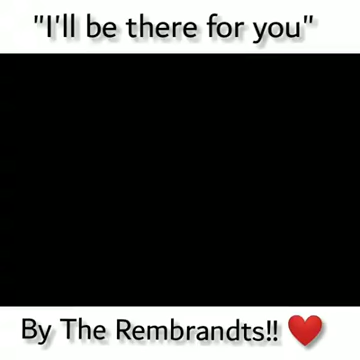 "I'll be there for you"
By The Rembrandts!! ❤️